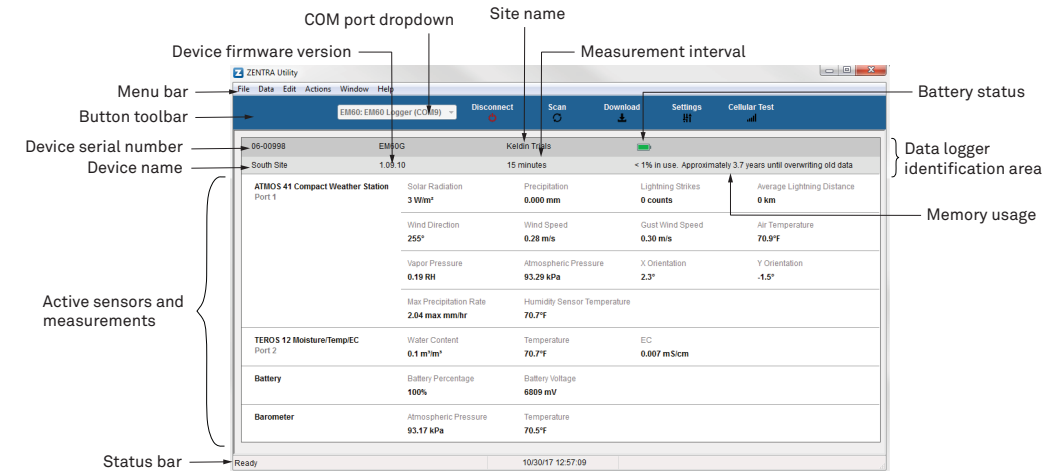 Site name
COM port dropdown
Device firmware version
Measurement interval
ZENTRA Utility
Menu bar
File Data Edit Actions Window Help
Battery status
Button toolbar
EM60: EM60 Logger (COM9)
Disconnect
Scan
Download
Settings
Cellular Test
Device serial number
06-00998 EM60G Keldin Trials
Data logger
identification area
Device name
South Site 1.09.10 15 minutes < 1% in use. Approximately 3.7 years until overwriting old data
Memory usage
Active sensors and
measurements
ATMOS 41 Compact Weather Station
Port 1
Solar Radiation Precipitation Lightning Strikes Average Lightning Distance
3 W/m² 0.000 mm 0 counts 0 km
Wind Direction Wind Speed Gust Wind Speed Air Temperature
255° 0.28 m/s 0.30 m/s 70.9°F
Vapor Pressure Atmospheric Pressure X Orientation Y Orientation
0.19 RH 93.29 kPa 2.3° -1.5°
Max Precipitation Rate Humidity Sensor Temperature
2.04 max mm/hr 70.7°F
TEROS 12 Moisture/Temp/EC
Port 2
Water Content Temperature EC
0.1 m³/m³ 70.7°F 0.007 mS/cm
Battery
Battery Percentage Battery Voltage
100% 6809 mV
Barometer
Atmospheric Pressure Temperature
93.17 kPa 70.5°F
Status bar
Ready 10/30/17 12:57:09